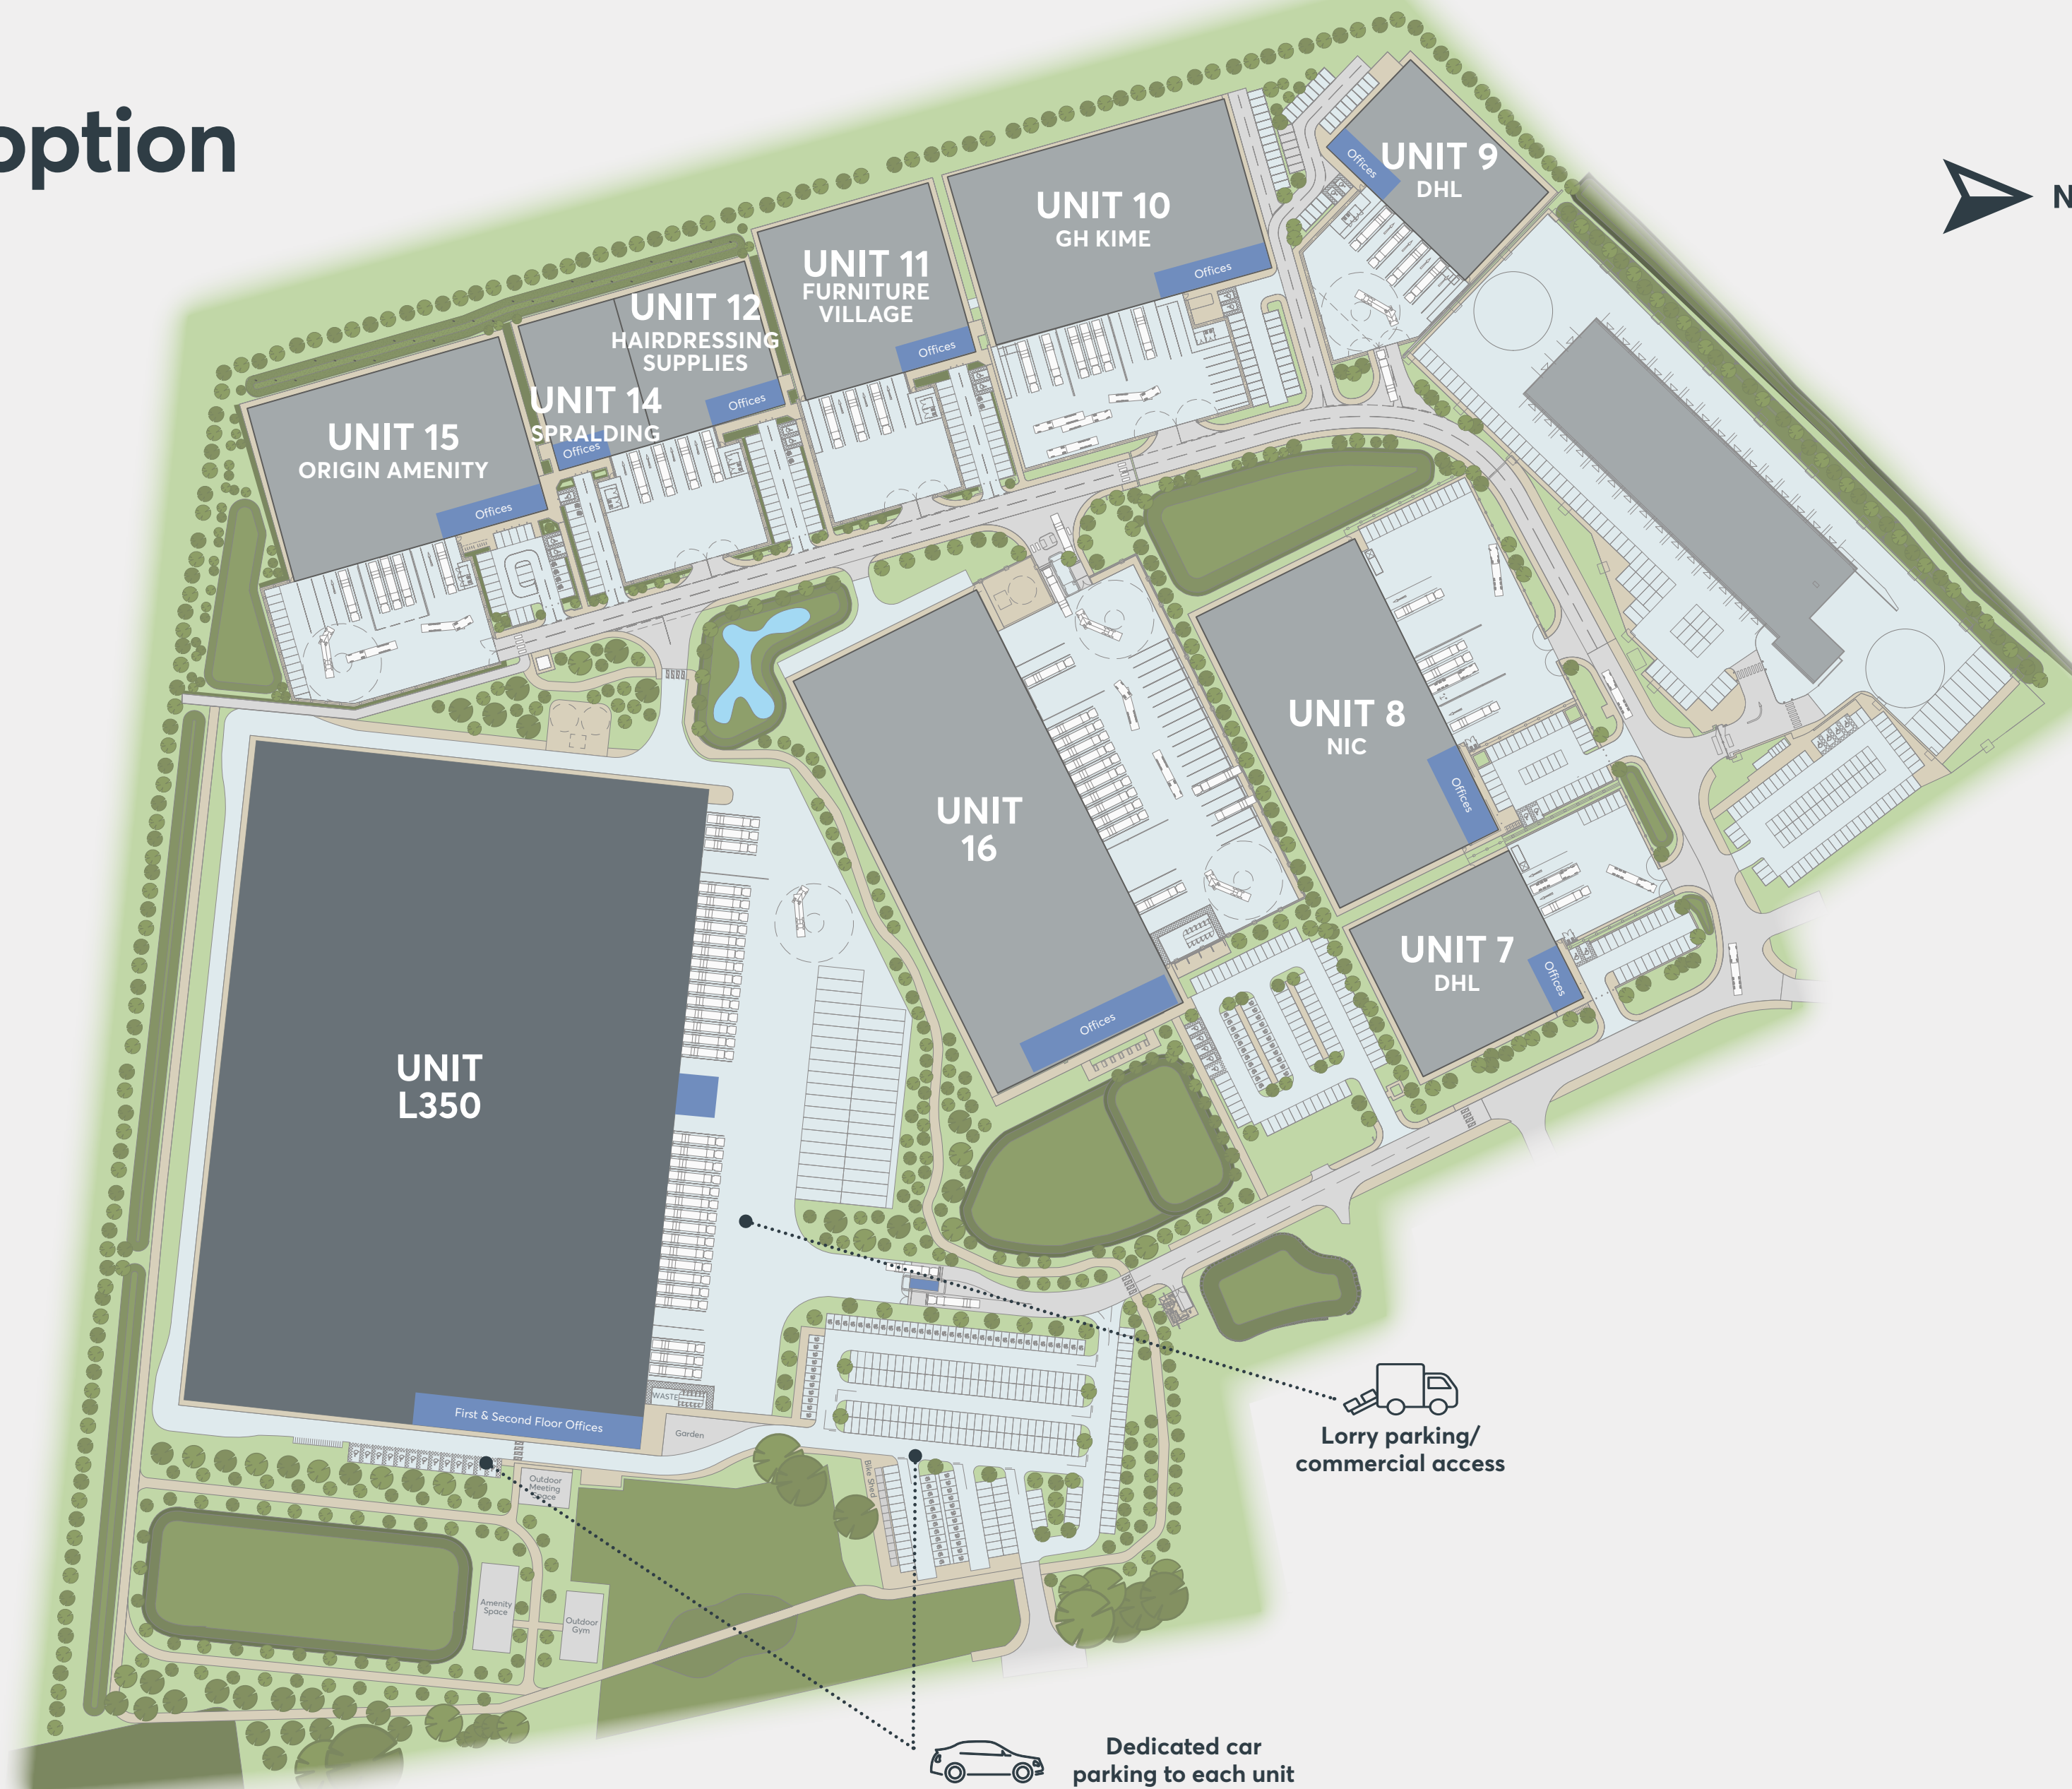 option
N
UNIT 9
DHL
Offices
UNIT 10
GH KIME
Offices
UNIT 11
FURNITURE
VILLAGE
Offices
UNIT 12
HAIRDRESSING
SUPPLIES
Offices
UNIT 14
SPRALDING
Offices
UNIT 15
ORIGIN AMENITY
Offices
UNIT 8
NIC
Offices
UNIT
16
Offices
UNIT 7
DHL
Offices
UNIT
L350
First & Second Floor Offices
WASTE
Garden
Bike Shed
Outdoor
Meeting
Space
Amenity
Space
Outdoor
Gym
Lorry parking/
commercial access
Dedicated car
parking to each unit